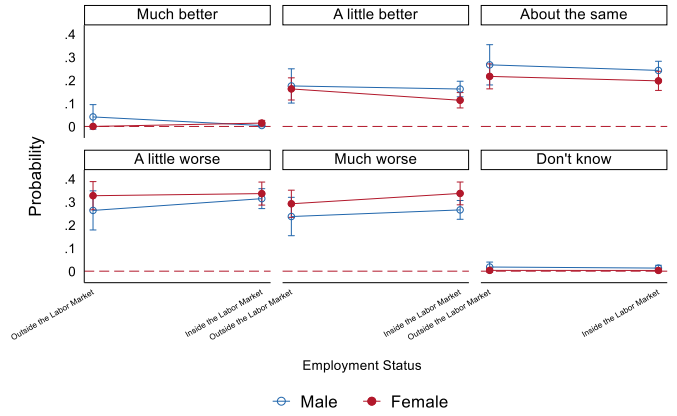 Much better
A little better
About the same
.4
.3
.2
.1
0
A little worse
Much worse
Don't know
.4
.3
.2
.1
0
Probability
Outside the Labor Market
Inside the Labor Market
Outside the Labor Market
Inside the Labor Market
Outside the Labor Market
Inside the Labor Market
Employment Status
Male Female